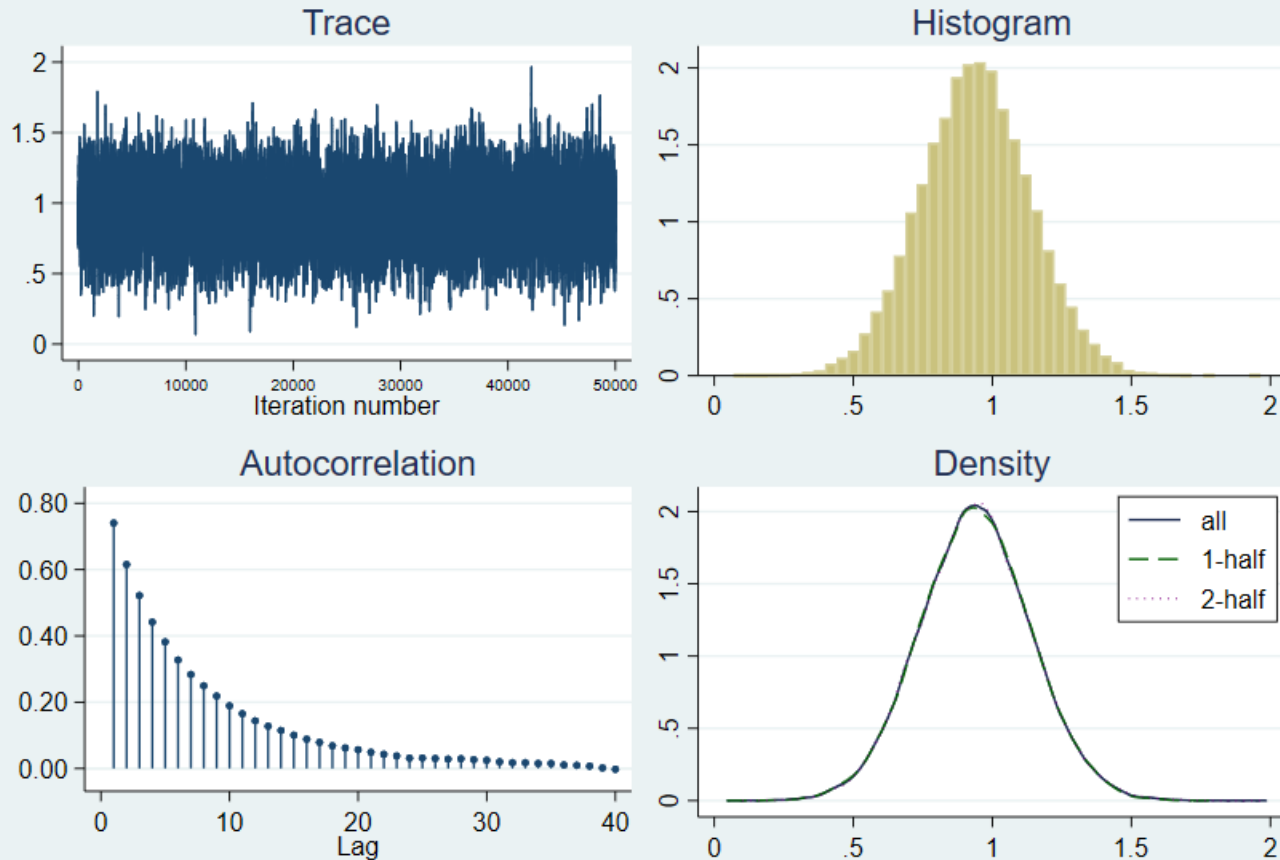 Trace
2
1.5
1
.5
0
0 10000 20000 30000 40000 50000
Iteration number
Histogram
2
1.5
1
.5
0
0 .5 1 1.5 2
Autocorrelation
0.80
0.60
0.40
0.20
0.00
0 10 20 30 40
Lag
Density
2
1.5
1
.5
0
0 .5 1 1.5 2
all
1-half
2-half